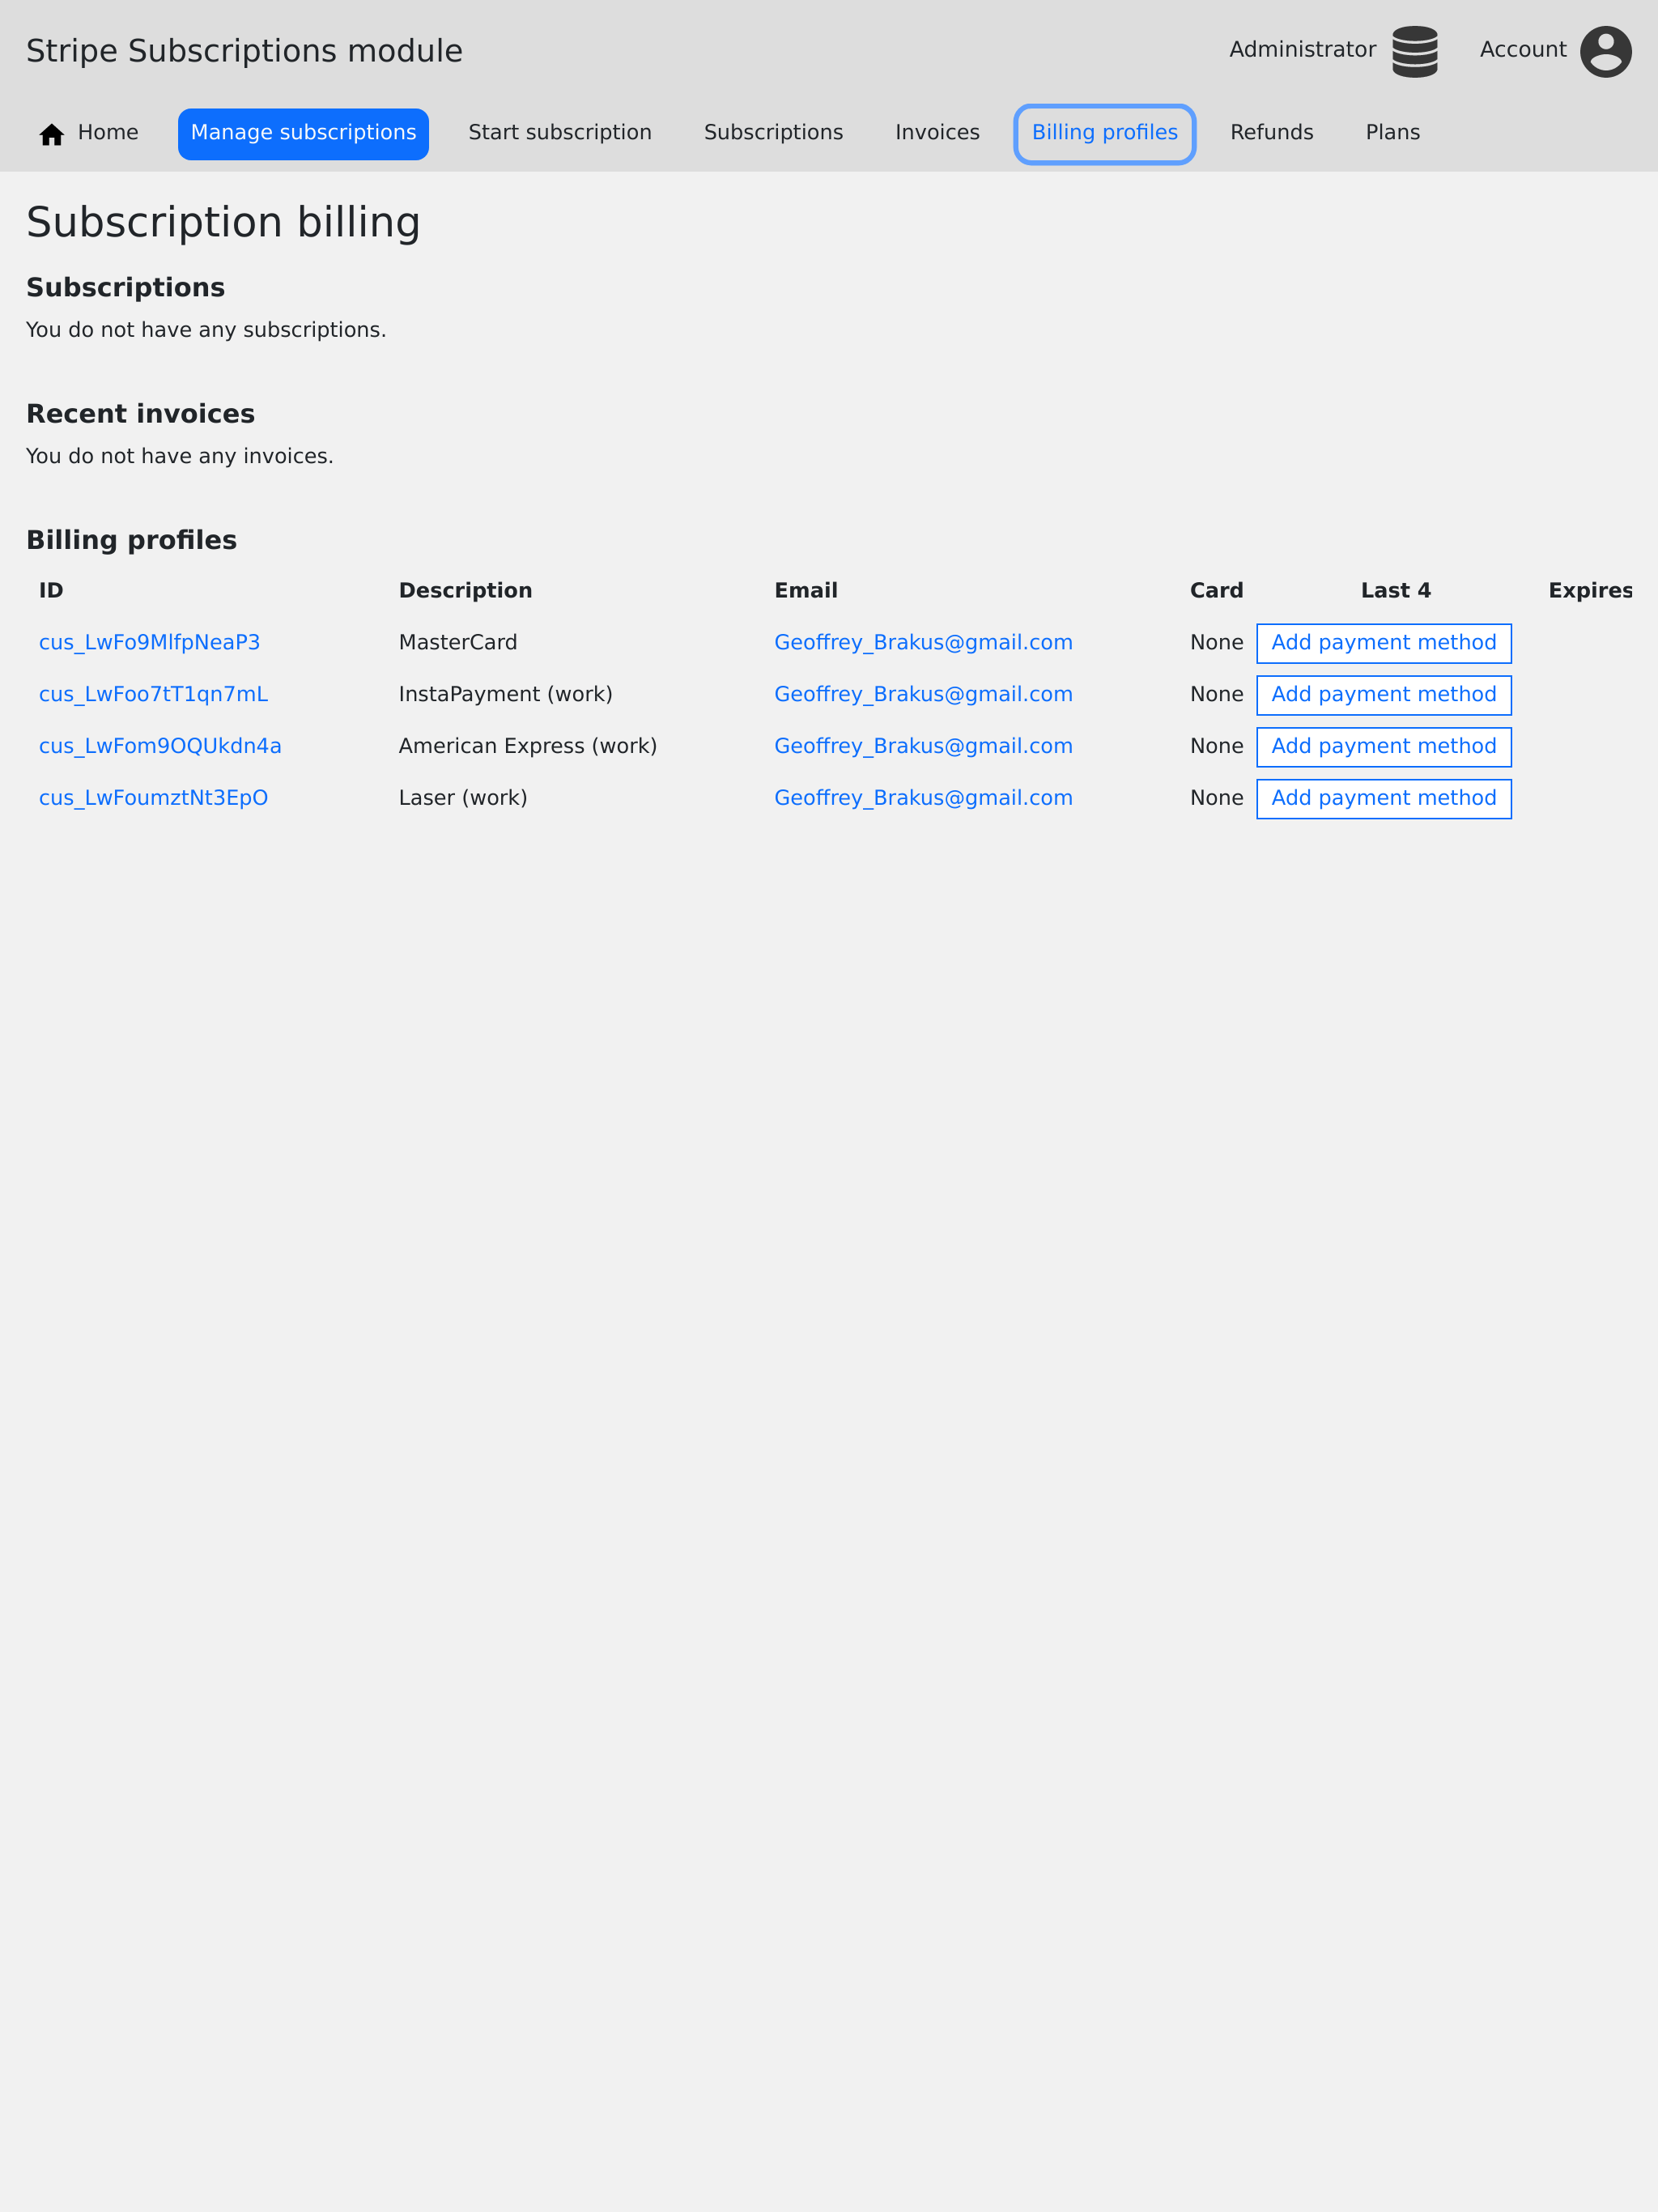 Stripe Subscriptions module
Administrator Account
Home Manage subscriptions Start subscription Subscriptions Invoices Billing profiles Refunds Plans
Subscription billing
Subscriptions
You do not have any subscriptions.
Recent invoices
You do not have any invoices.
Billing profiles
ID Description Email Card Last 4 Expires
cus_LwFo9MlfpNeaP3 MasterCard Geoffrey_Brakus@gmail.com None Add payment method
cus_LwFoo7tT1qn7mL InstaPayment (work) Geoffrey_Brakus@gmail.com None Add payment method
cus_LwFom9OQUkdn4a American Express (work) Geoffrey_Brakus@gmail.com None Add payment method
cus_LwFoumztNt3EpO Laser (work) Geoffrey_Brakus@gmail.com None Add payment method